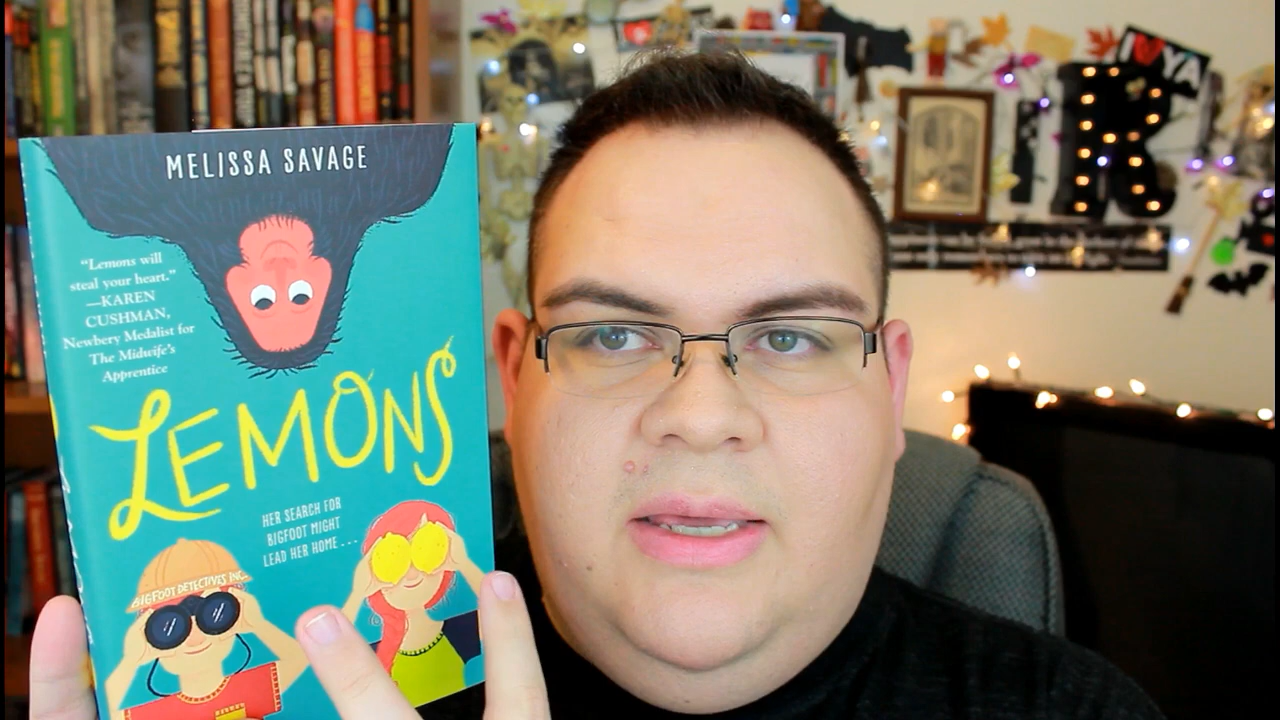 MELISSA SAVAGE
"Lemons will
steal your heart."
—KAREN
CUSHMAN,
Newbery Medalist for
The Midwife's
Apprentice
LEMONS
HER SEARCH FOR
BIGFOOT MIGHT
LEAD HER HOME . . .
BIGFOOT DETECTIVES INC.
I YA
K